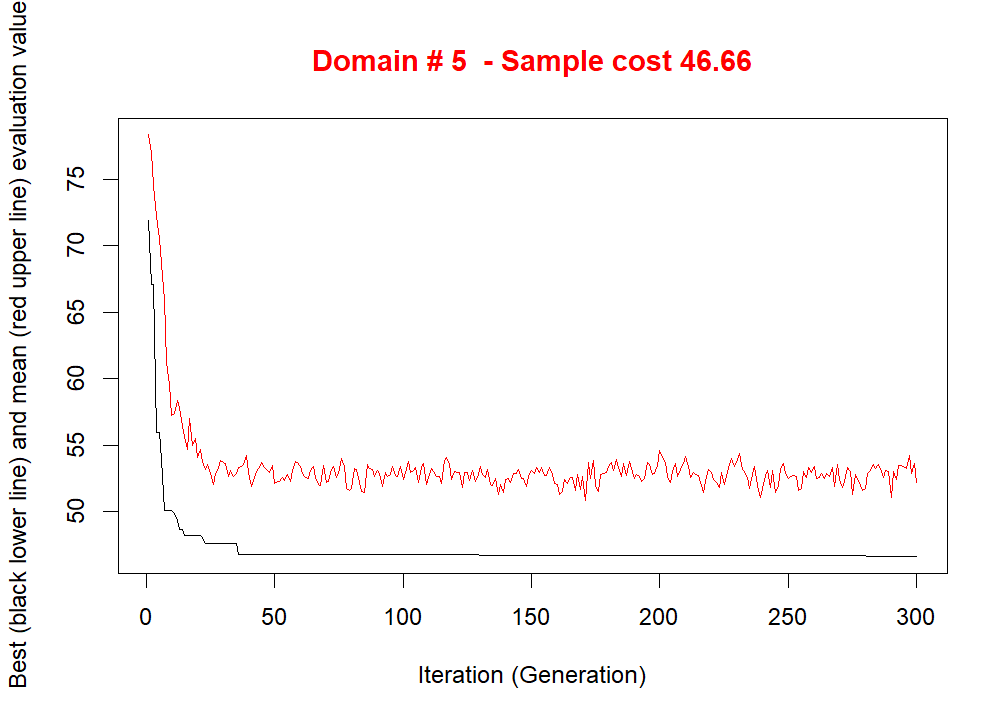 Domain # 5  - Sample cost 46.66
Best (black lower line) and mean (red upper line) evaluation value
75
70
65
60
55
50
0 50 100 150 200 250 300
Iteration (Generation)